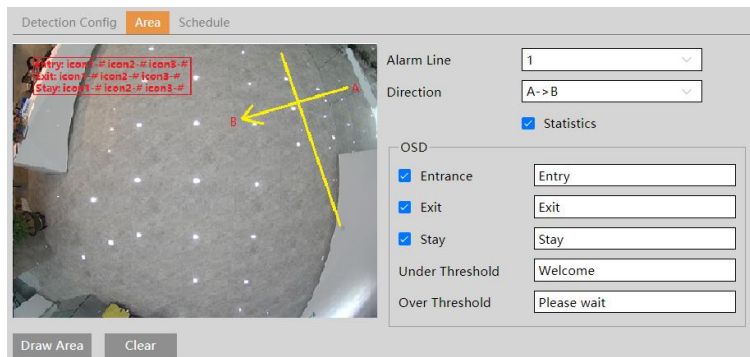 Detection Config Area Schedule
Entry: icon1-# icon2-# icon3-#
Exit: icon1-# icon2-# icon3-#
Stay: icon1-# icon2-# icon3-#
A
B
Alarm Line 1
Direction A->B
Statistics
OSD
Entrance Entry
Exit Exit
Stay Stay
Under Threshold Welcome
Over Threshold Please wait
Draw Area Clear